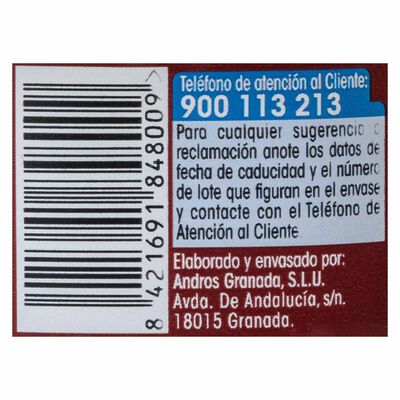 Teléfono de atención al Cliente:
900 113 213
Para cualquier sugerencia o
reclamación anote los datos de
fecha de caducidad y el número
de lote que figuran en el envase
y contacte con el Teléfono de
Atención al Cliente
Elaborado y envasado por:
Andros Granada, S.L.U.
Avda. De Andalucía, s/n.
18015 Granada.
8 421691 848009 >